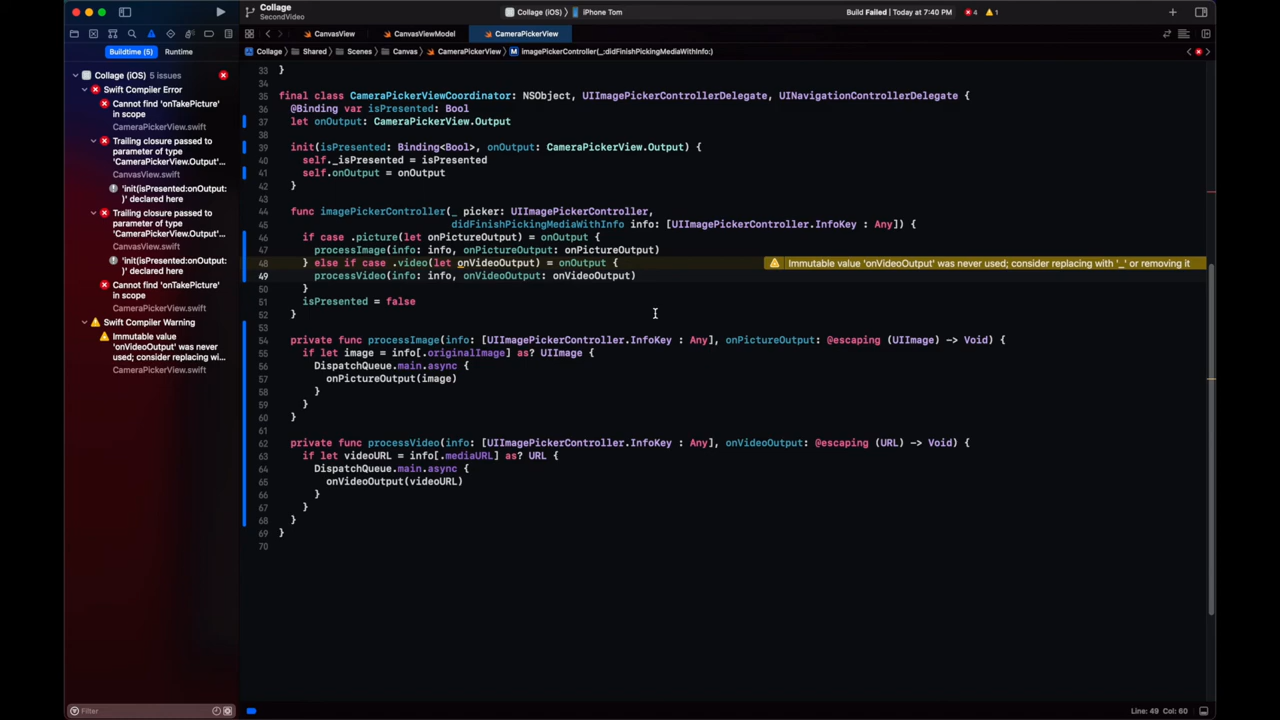 Collage
SecondVideo
Collage (iOS) 〉 iPhone Tom
Build Failed | Today at 7:40 PM
4
1
CanvasView
CanvasViewModel
CameraPickerView
Buildtime (5)
Runtime
Collage 〉 Shared 〉 Scenes 〉 Canvas 〉 CameraPickerView 〉 M imagePickerController(_:didFinishPickingMediaWithInfo:)
Collage (iOS) 5 issues
Swift Compiler Error
Cannot find 'onTakePicture'
in scope
CameraPickerView.swift
Trailing closure passed to
parameter of type
'CameraPickerView.Output'...
CanvasView.swift
'init(isPresented:onOutput:
)' declared here
Trailing closure passed to
parameter of type
'CameraPickerView.Output'...
CanvasView.swift
'init(isPresented:onOutput:
)' declared here
Cannot find 'onTakePicture'
in scope
CameraPickerView.swift
Swift Compiler Warning
Immutable value
'onVideoOutput' was never
used; consider replacing wi...
CameraPickerView.swift
33 }
34
35 final class CameraPickerViewCoordinator: NSObject, UIImagePickerControllerDelegate, UINavigationControllerDelegate {
36 @Binding var isPresented: Bool
37 let onOutput: CameraPickerView.Output
38
39 init(isPresented: Binding<Bool>, onOutput: CameraPickerView.Output) {
40 self._isPresented = isPresented
41 self.onOutput = onOutput
42 }
43
44 func imagePickerController(_ picker: UIImagePickerController,
45 didFinishPickingMediaWithInfo info: [UIImagePickerController.InfoKey : Any]) {
46 if case .picture(let onPictureOutput) = onOutput {
47 processImage(info: info, onPictureOutput: onPictureOutput)
48 } else if case .video(let onVideoOutput) = onOutput {
Immutable value 'onVideoOutput' was never used; consider replacing with '_' or removing it
49 processVideo(info: info, onVideoOutput: onVideoOutput)
50 }
51 isPresented = false
52 }
53
54 private func processImage(info: [UIImagePickerController.InfoKey : Any], onPictureOutput: @escaping (UIImage) -> Void) {
55 if let image = info[.originalImage] as? UIImage {
56 DispatchQueue.main.async {
57 onPictureOutput(image)
58 }
59 }
60 }
61
62 private func processVideo(info: [UIImagePickerController.InfoKey : Any], onVideoOutput: @escaping (URL) -> Void) {
63 if let videoURL = info[.mediaURL] as? URL {
64 DispatchQueue.main.async {
65 onVideoOutput(videoURL)
66 }
67 }
68 }
69 }
70
Filter
Line: 49 Col: 60